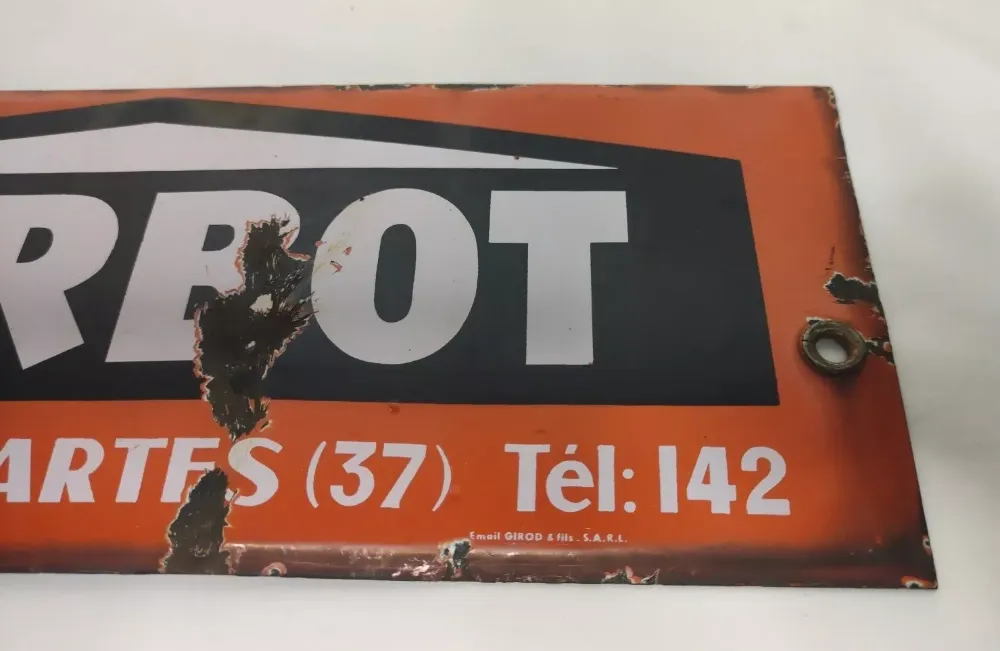 RBOT
ARTES (37) Tél: 142
Email GIROD & fils . S.A.R.L.